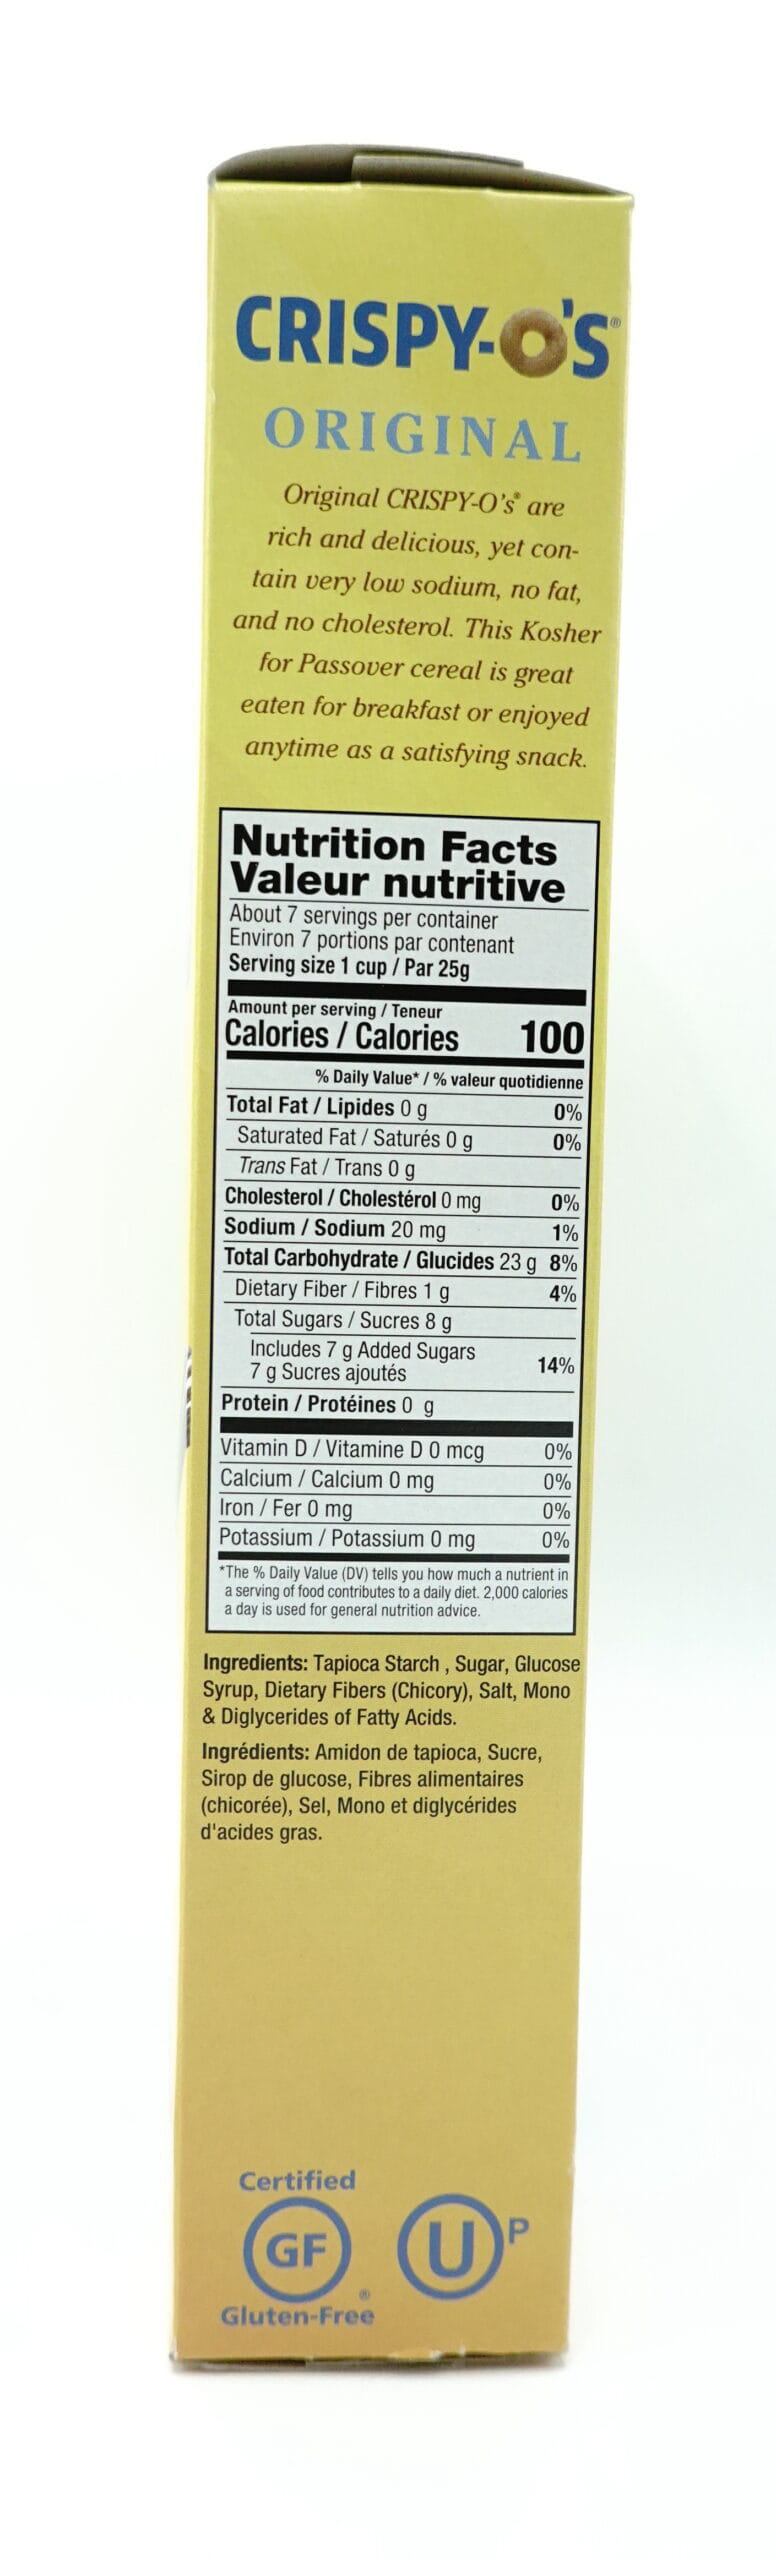 CRISPY-O'S®
ORIGINAL
Original CRISPY-O's® are
rich and delicious, yet con-
tain very low sodium, no fat,
and no cholesterol. This Kosher
for Passover cereal is great
eaten for breakfast or enjoyed
anytime as a satisfying snack.
Nutrition Facts
Valeur nutritive
About 7 servings per container
Environ 7 portions par contenant
Serving size 1 cup / Par 25g
Amount per serving / Teneur
Calories / Calories 100
% Daily Value* / % valeur quotidienne
Total Fat / Lipides 0 g 0%
Saturated Fat / Saturés 0 g 0%
Trans Fat / Trans 0 g
Cholesterol / Cholestérol 0 mg 0%
Sodium / Sodium 20 mg 1%
Total Carbohydrate / Glucides 23 g 8%
Dietary Fiber / Fibres 1 g 4%
Total Sugars / Sucres 8 g
Includes 7 g Added Sugars
7 g Sucres ajoutés 14%
Protein / Protéines 0 g
Vitamin D / Vitamine D 0 mcg 0%
Calcium / Calcium 0 mg 0%
Iron / Fer 0 mg 0%
Potassium / Potassium 0 mg 0%
*The % Daily Value (DV) tells you how much a nutrient in
a serving of food contributes to a daily diet. 2,000 calories
a day is used for general nutrition advice.
Ingredients: Tapioca Starch , Sugar, Glucose
Syrup, Dietary Fibers (Chicory), Salt, Mono
& Diglycerides of Fatty Acids.
Ingrédients: Amidon de tapioca, Sucre,
Sirop de glucose, Fibres alimentaires
(chicorée), Sel, Mono et diglycérides
d'acides gras.
Certified
GF ®
Gluten-Free
U P